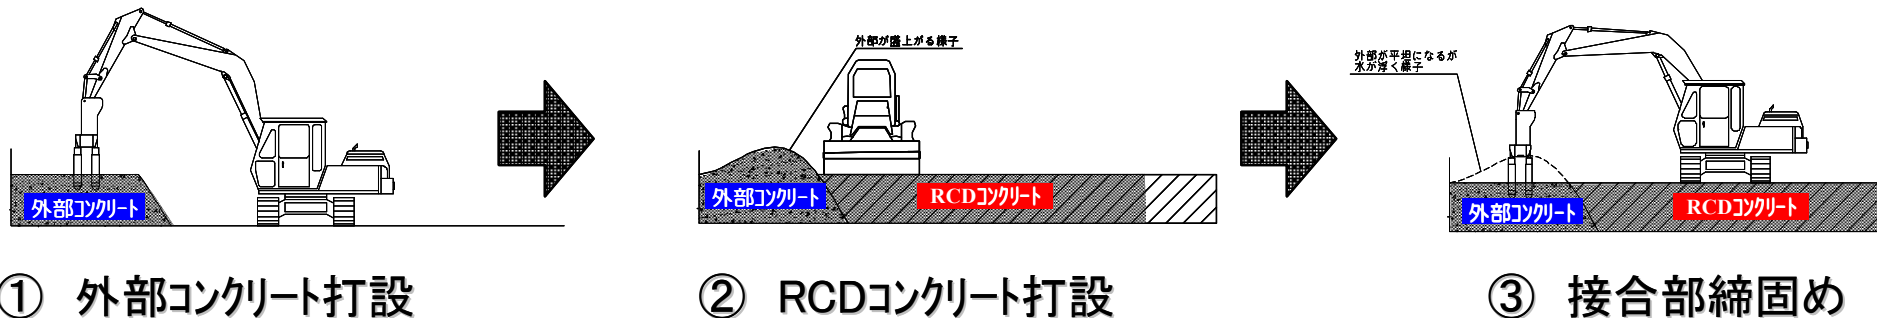 外部が盛上がる様子
外部が平坦になるが
水が浮く様子
外部コンクリート
外部コンクリート
RCDコンクリート
外部コンクリート
RCDコンクリート
① 外部コンクリート打設
② RCDコンクリート打設
③ 接合部締固め